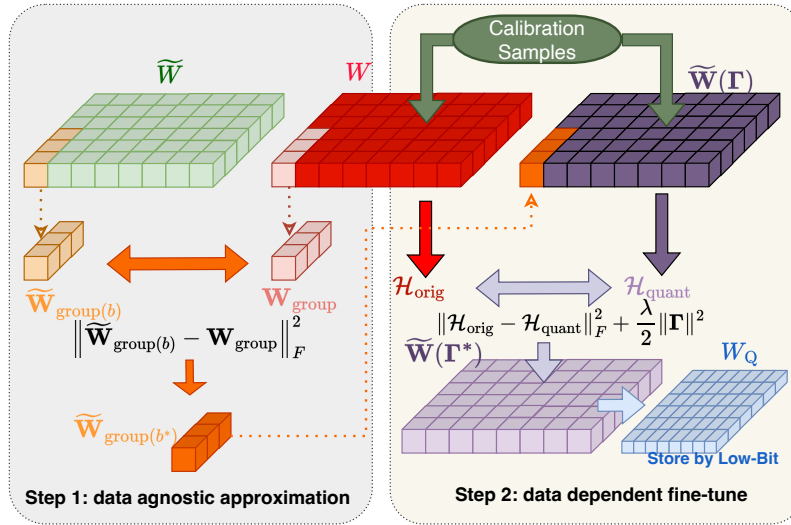 Calibration
Samples
W̃
W
W̃(Γ)
W̃group(b)
Wgroup
‖W̃group(b) − Wgroup‖²F
W̃group(b*)
Step 1: data agnostic approximation
ℋorig
ℋquant
‖ℋorig − ℋquant‖²F + λ/2 ‖Γ‖²
W̃(Γ*)
WQ
Store by Low-Bit
Step 2: data dependent fine-tune